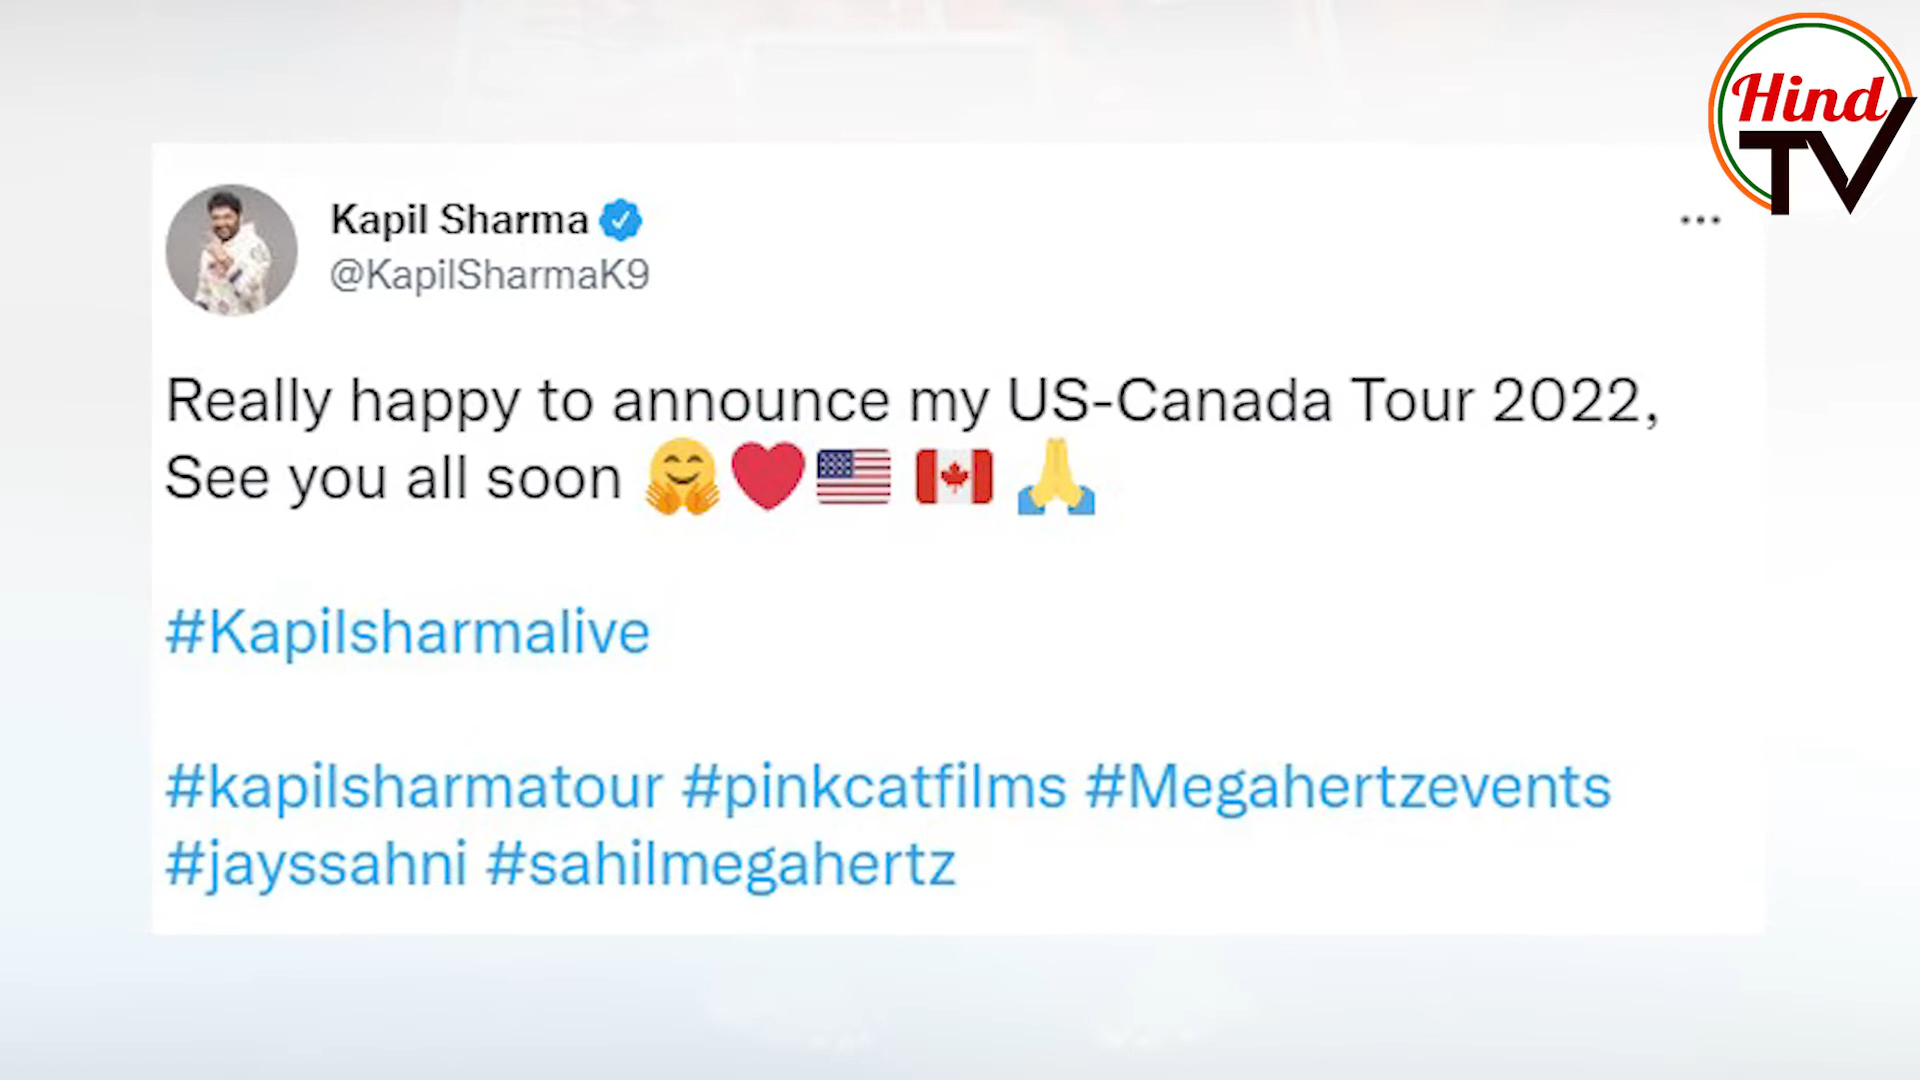 Hind
TV
Kapil Sharma
@KapilSharmaK9
Really happy to announce my US-Canada Tour 2022,
See you all soon 🤗❤️🇺🇸 🇨🇦 🙏
#Kapilsharmalive
#kapilsharmatour #pinkcatfilms #Megahertzevents
#jayssahni #sahilmegahertz